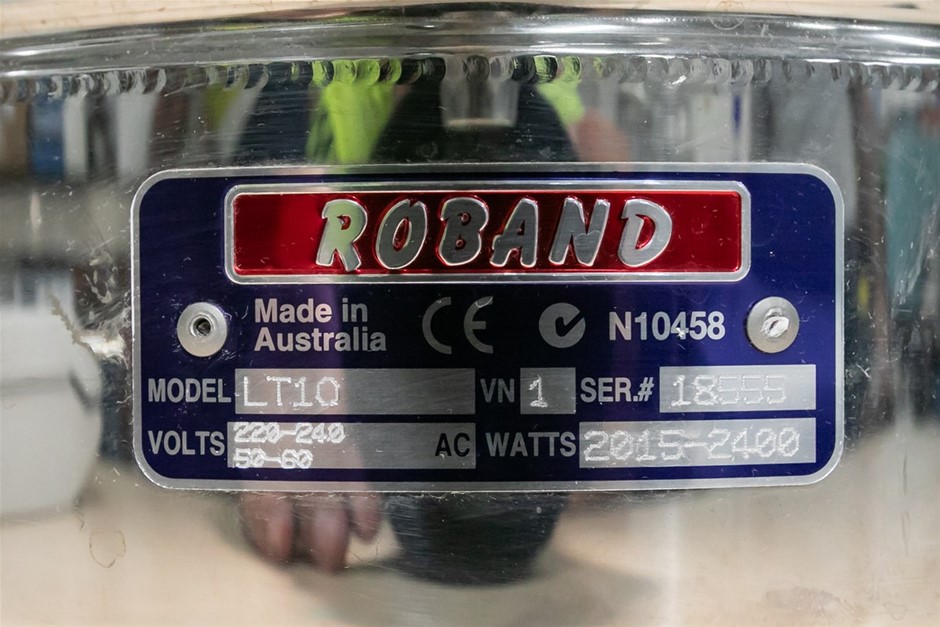 ROBAND
Made in
Australia
CE
N10458
MODEL LT10 VN 1 SER.# 18555
VOLTS 220-240
50-60
AC WATTS 2015-2400